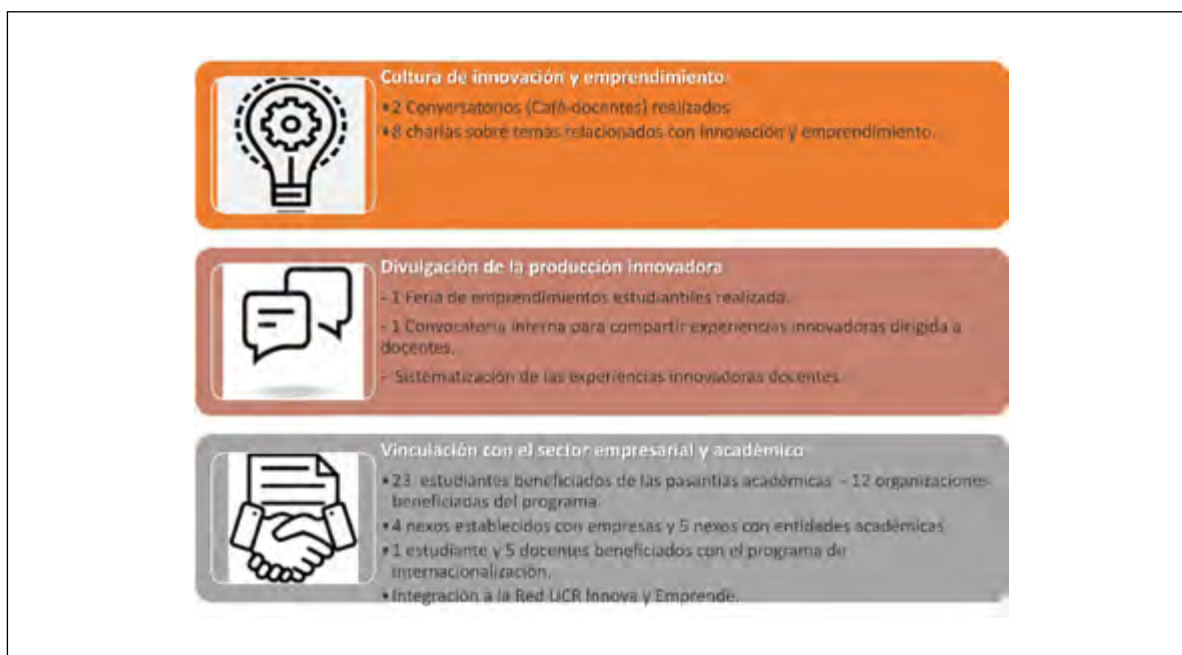 Cultura de innovación y emprendimiento
•2 Conversatorios (Café-docentes) realizados
•8 charlas sobre temas relacionados con innovación y emprendimiento.
Divulgación de la producción innovadora
- 1 Feria de emprendimientos estudiantiles realizada.
- 1 Convocatoria interna para compartir experiencias innovadoras dirigida a
docentes.
- Sistematización de las experiencias innovadoras docentes.
Vinculación con el sector empresarial y académico
•23 estudiantes beneficiados de las pasantías académicas - 12 organizaciones
beneficiadas del programa.
•4 nexos establecidos con empresas y 5 nexos con entidades académicas
•1 estudiante y 5 docentes beneficiados con el programa de
internacionalización.
•Integración a la Red UCR Innova y Emprende.